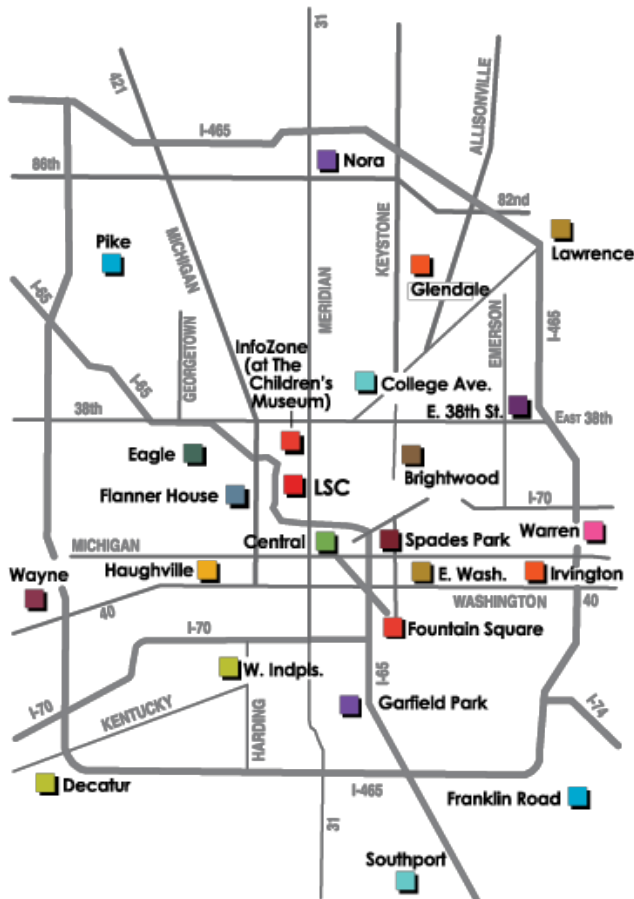 31
421
ALLISONVILLE
I-465
86th
Nora
KEYSTONE
82nd
Pike
MICHIGAN
Lawrence
Glendale
I-65
MERIDIAN
I-465
EMERSON
GEORGETOWN
InfoZone
(at The
Children's
Museum)
I-65
College Ave.
38th
E. 38th St.
EAST 38th
Eagle
Brightwood
Flanner House
LSC
I-70
Central
Spades Park
Warren
MICHIGAN
Wayne
Haughville
E. Wash.
Irvington
40
WASHINGTON
40
I-70
Fountain Square
W. Indpls.
I-65
I-70
KENTUCKY
HARDING
Garfield Park
I-74
Decatur
I-465
Franklin Road
31
Southport